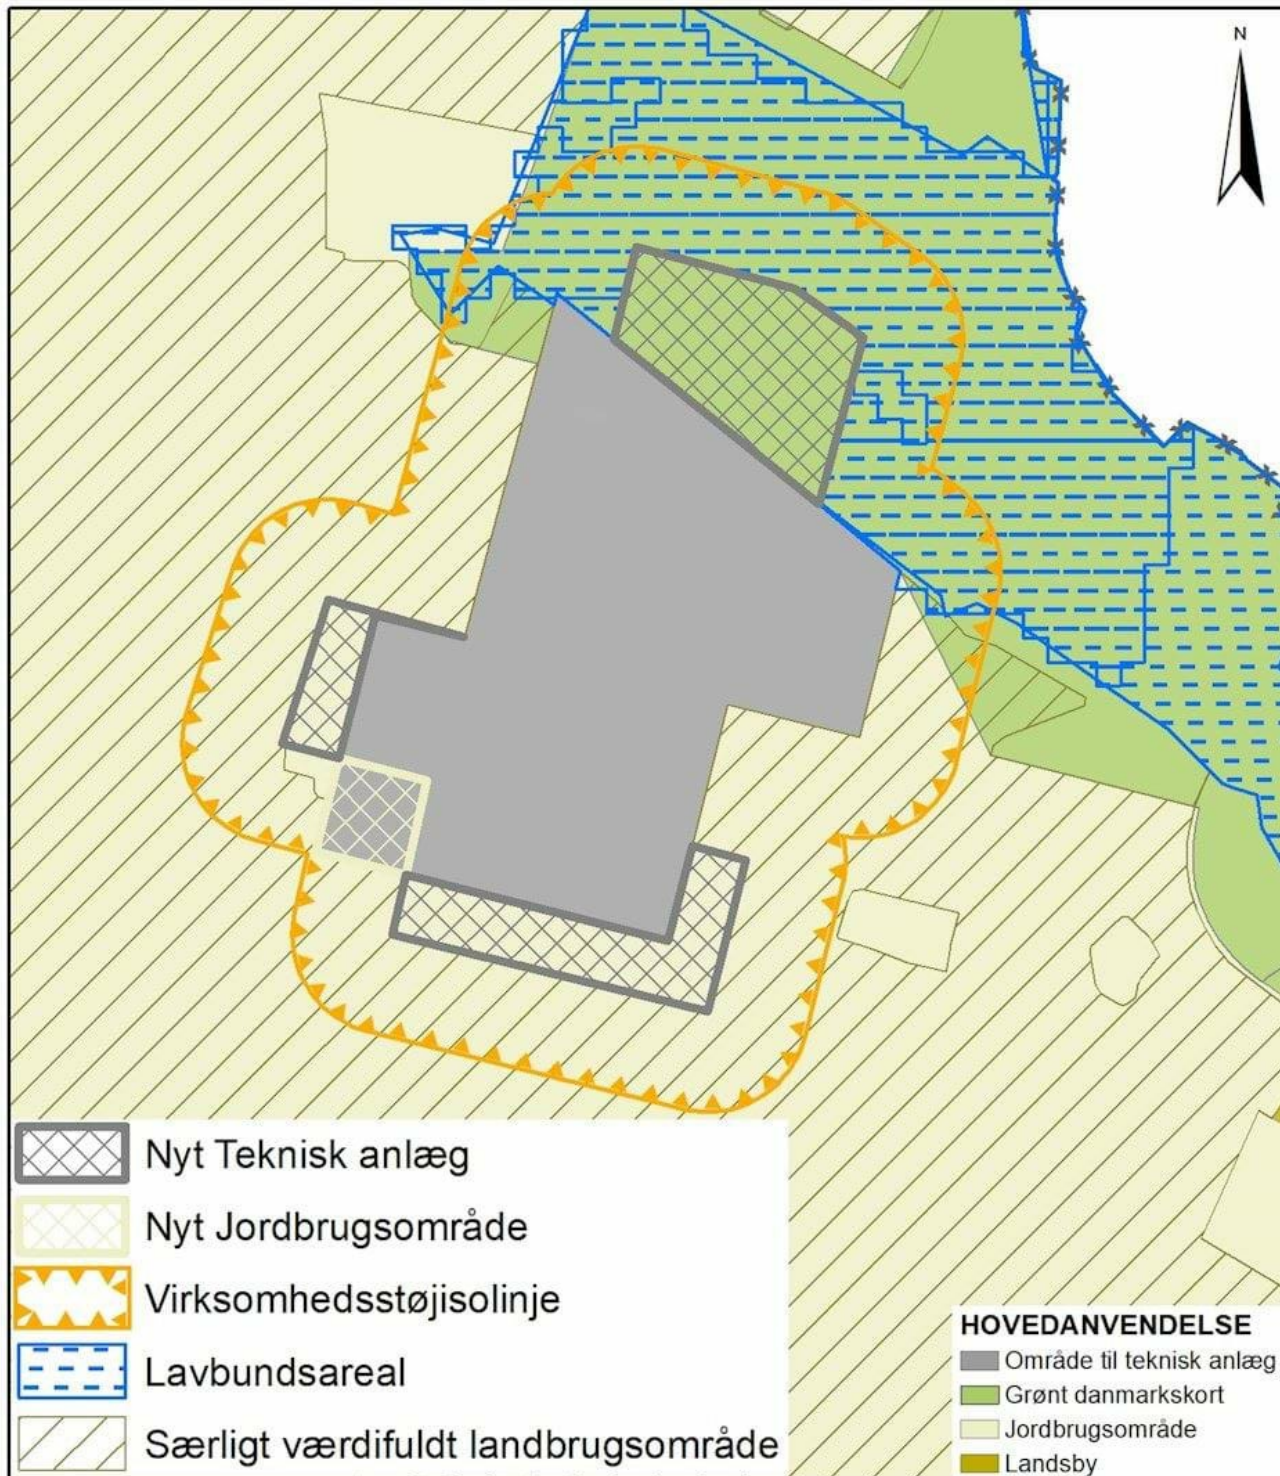 N
Nyt Teknisk anlæg
Nyt Jordbrugsområde
Virksomhedsstøjisolinje
Lavbundsareal
Særligt værdifuldt landbrugsområde
HOVEDANVENDELSE
Område til teknisk anlæg
Grønt danmarkskort
Jordbrugsområde
Landsby